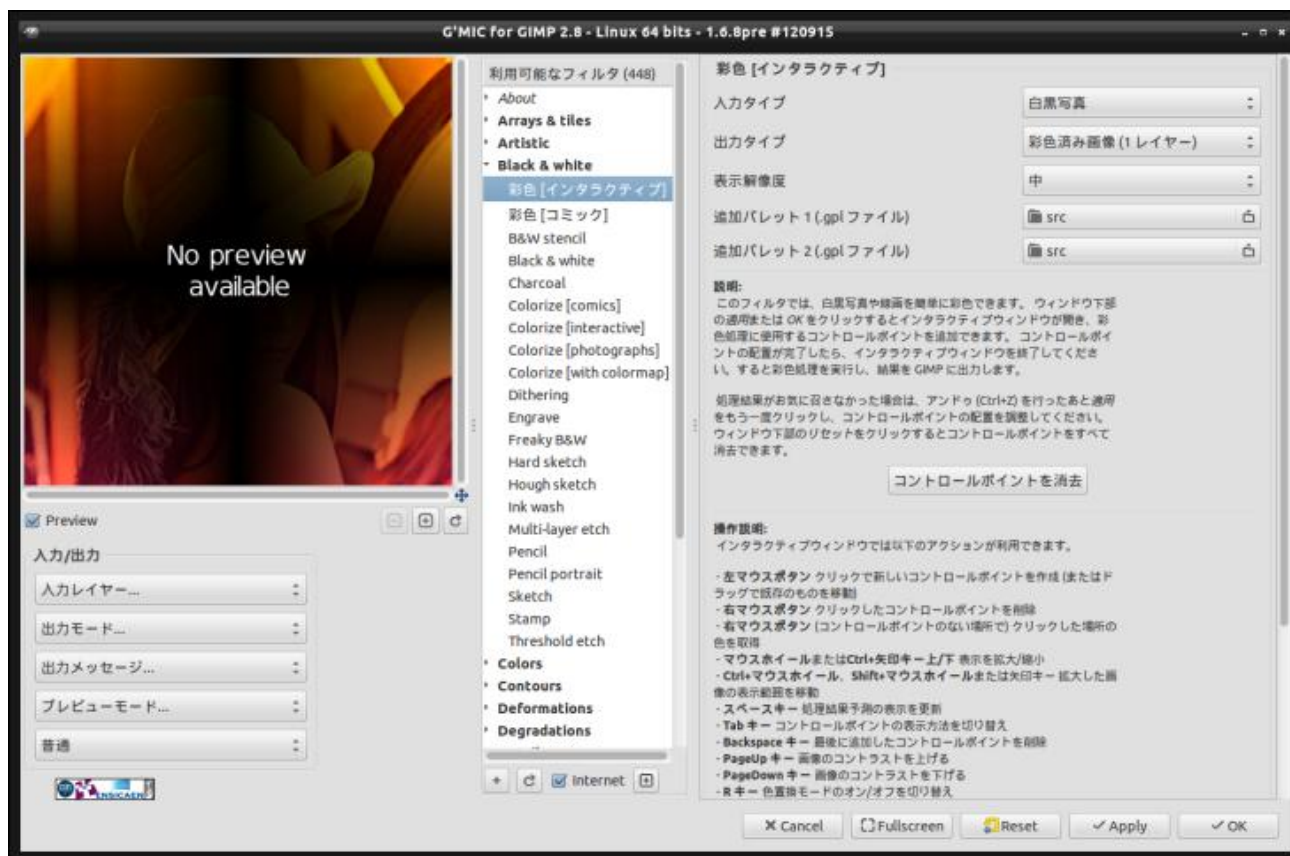 G'MIC for GIMP 2.8 - Linux 64 bits - 1.6.8pre #120915
No preview
available
Preview
入力/出力
入力レイヤー...
出力モード...
出力メッセージ...
プレビューモード...
普通
ENSICAEN
利用可能なフィルタ (448)
About
Arrays & tiles
Artistic
Black & white
彩色 [インタラクティブ]
彩色 [コミック]
B&W stencil
Black & white
Charcoal
Colorize [comics]
Colorize [interactive]
Colorize [photographs]
Colorize [with colormap]
Dithering
Engrave
Freaky B&W
Hard sketch
Hough sketch
Ink wash
Multi-layer etch
Pencil
Pencil portrait
Sketch
Stamp
Threshold etch
Colors
Contours
Deformations
Degradations
Internet
彩色 [インタラクティブ]
入力タイプ 白黒写真
出力タイプ 彩色済み画像 (1 レイヤー)
表示解像度 中
追加パレット 1 (.gpl ファイル) src
追加パレット 2 (.gpl ファイル) src
説明:
このフィルタでは、白黒写真や線画を簡単に彩色できます。 ウィンドウ下部
の適用または OK をクリックするとインタラクティブウィンドウが開き、彩
色処理に使用するコントロールポイントを追加できます。 コントロールポイ
ントの配置が完了したら、インタラクティブウィンドウを終了してくださ
い。すると彩色処理を実行し、結果を GIMP に出力します。
処理結果がお気に召さなかった場合は、アンドゥ (Ctrl+Z) を行ったあと適用
をもう一度クリックし、コントロールポイントの配置を調整してください。
ウィンドウ下部のリセットをクリックするとコントロールポイントをすべて
消去できます。
コントロールポイントを消去
操作説明:
インタラクティブウィンドウでは以下のアクションが利用できます。
- 左マウスボタン クリックで新しいコントロールポイントを作成 (またはド
ラッグで既存のものを移動)
- 右マウスボタン クリックしたコントロールポイントを削除
- 右マウスボタン (コントロールポイントのない場所で) クリックした場所の
色を取得
- マウスホイールまたはCtrl+矢印キー上/下 表示を拡大/縮小
- Ctrl+マウスホイール、Shift+マウスホイールまたは矢印キー 拡大した画
像の表示範囲を移動
- スペースキー 処理結果予測の表示を更新
- Tab キー コントロールポイントの表示方法を切り替え
- Backspace キー 最後に追加したコントロールポイントを削除
- PageUp キー 画像のコントラストを上げる
- PageDown キー 画像のコントラストを下げる
- R キー 色置換モードのオン/オフを切り替え
Cancel Fullscreen Reset Apply OK